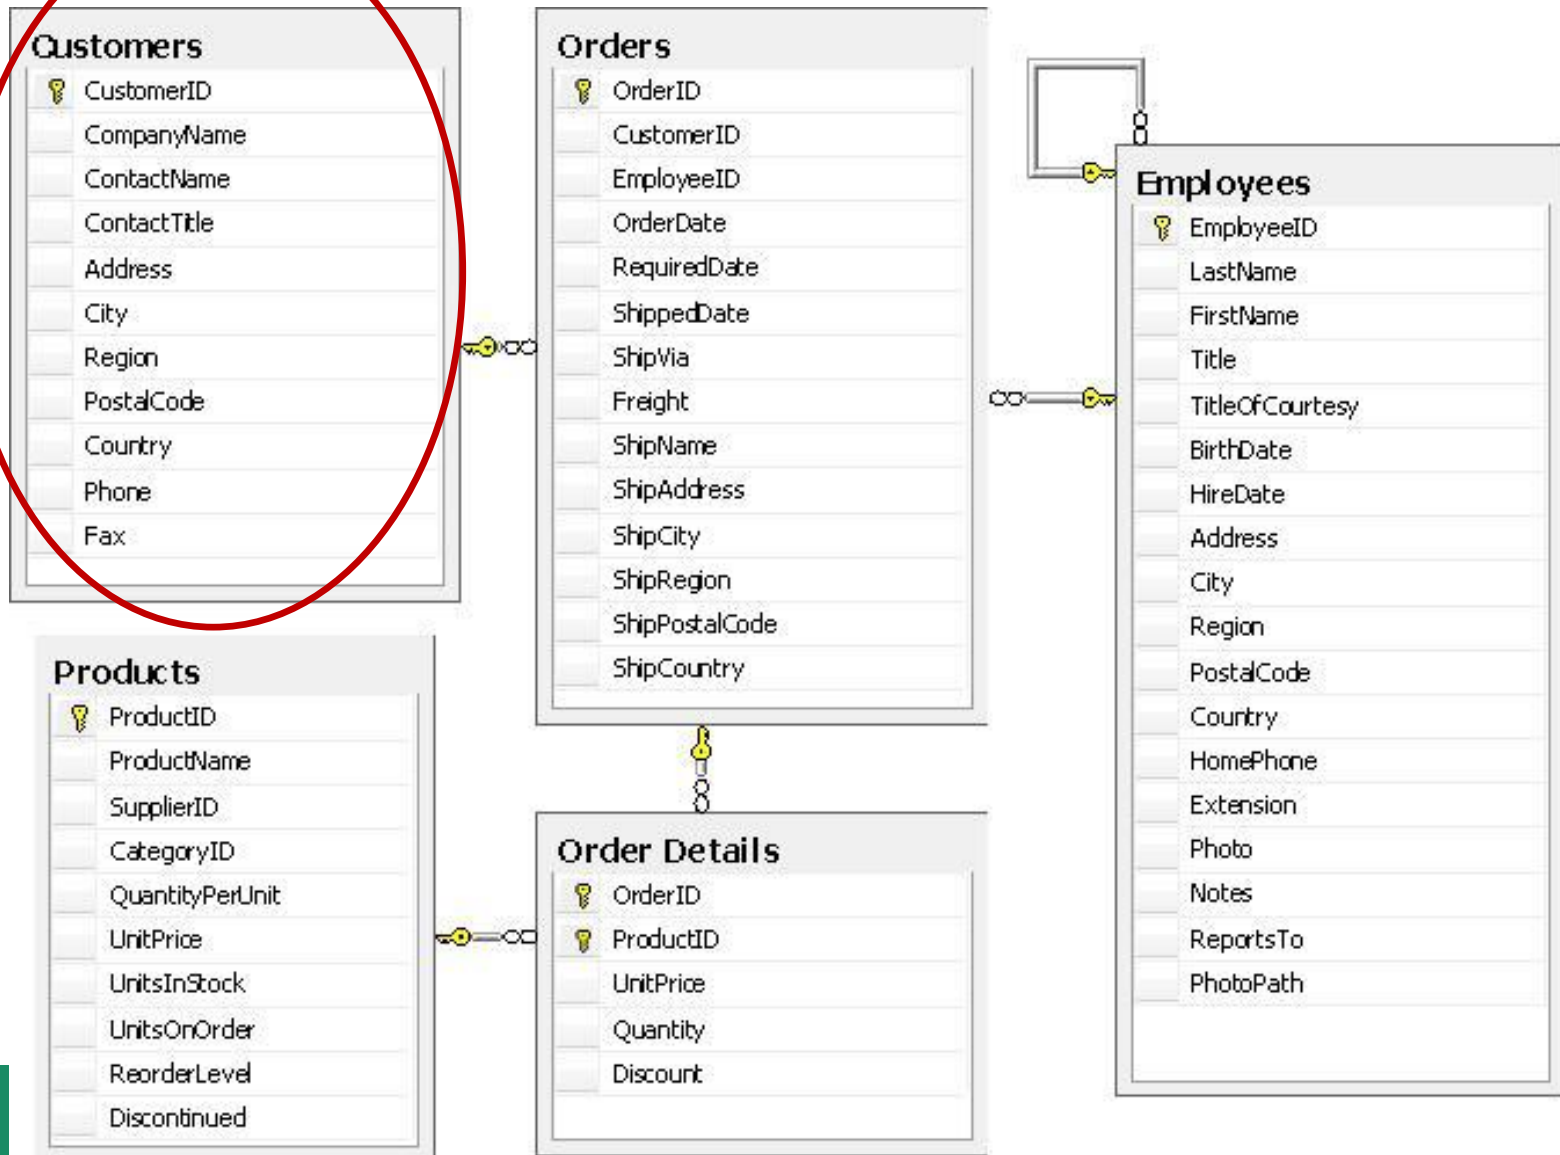 Customers
CustomerID
CompanyName
ContactName
ContactTitle
Address
City
Region
PostalCode
Country
Phone
Fax
Orders
OrderID
CustomerID
EmployeeID
OrderDate
RequiredDate
ShippedDate
ShipVia
Freight
ShipName
ShipAddress
ShipCity
ShipRegion
ShipPostalCode
ShipCountry
Employees
EmployeeID
LastName
FirstName
Title
TitleOfCourtesy
BirthDate
HireDate
Address
City
Region
PostalCode
Country
HomePhone
Extension
Photo
Notes
ReportsTo
PhotoPath
Products
ProductID
ProductName
SupplierID
CategoryID
QuantityPerUnit
UnitPrice
UnitsInStock
UnitsOnOrder
ReorderLevel
Discontinued
Order Details
OrderID
ProductID
UnitPrice
Quantity
Discount